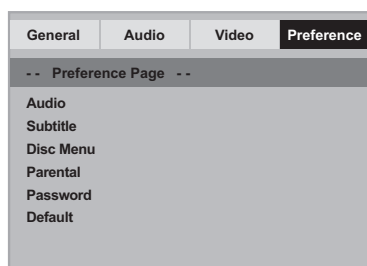 General Audio Video Preference
- - Preference Page - -
Audio
Subtitle
Disc Menu
Parental
Password
Default